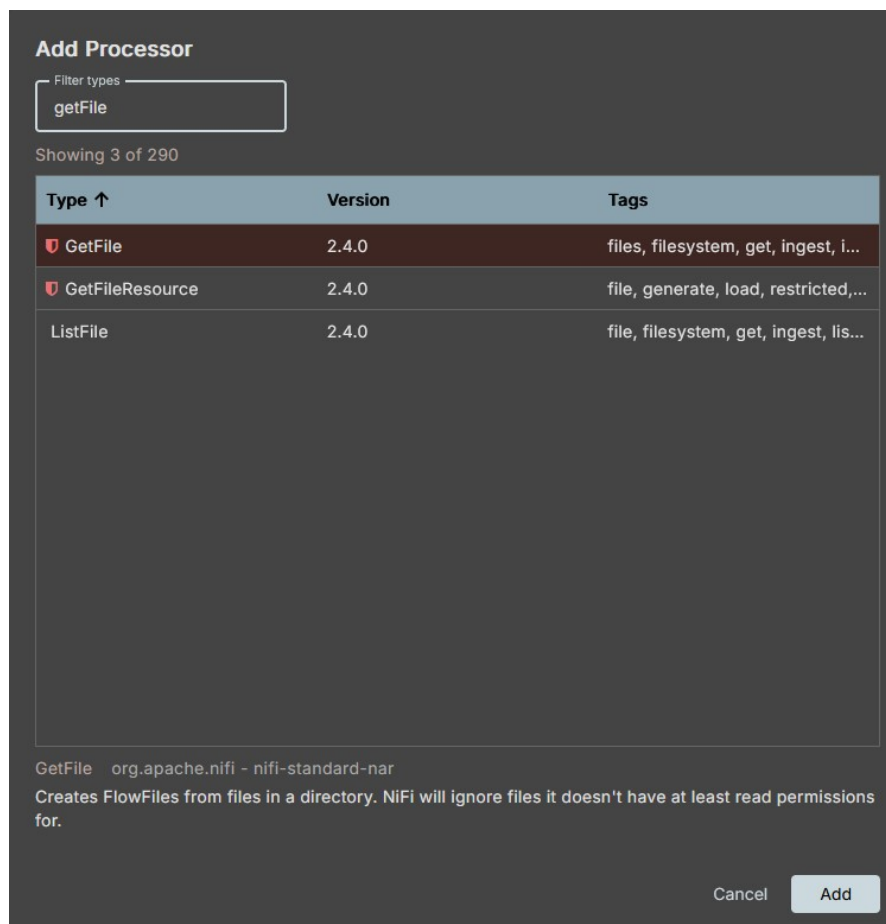 Add Processor
Filter types
getFile
Showing 3 of 290
Type ↑ Version Tags
GetFile 2.4.0 files, filesystem, get, ingest, i...
GetFileResource 2.4.0 file, generate, load, restricted,...
ListFile 2.4.0 file, filesystem, get, ingest, lis...
GetFile org.apache.nifi - nifi-standard-nar
Creates FlowFiles from files in a directory. NiFi will ignore files it doesn't have at least read permissions
for.
Cancel Add